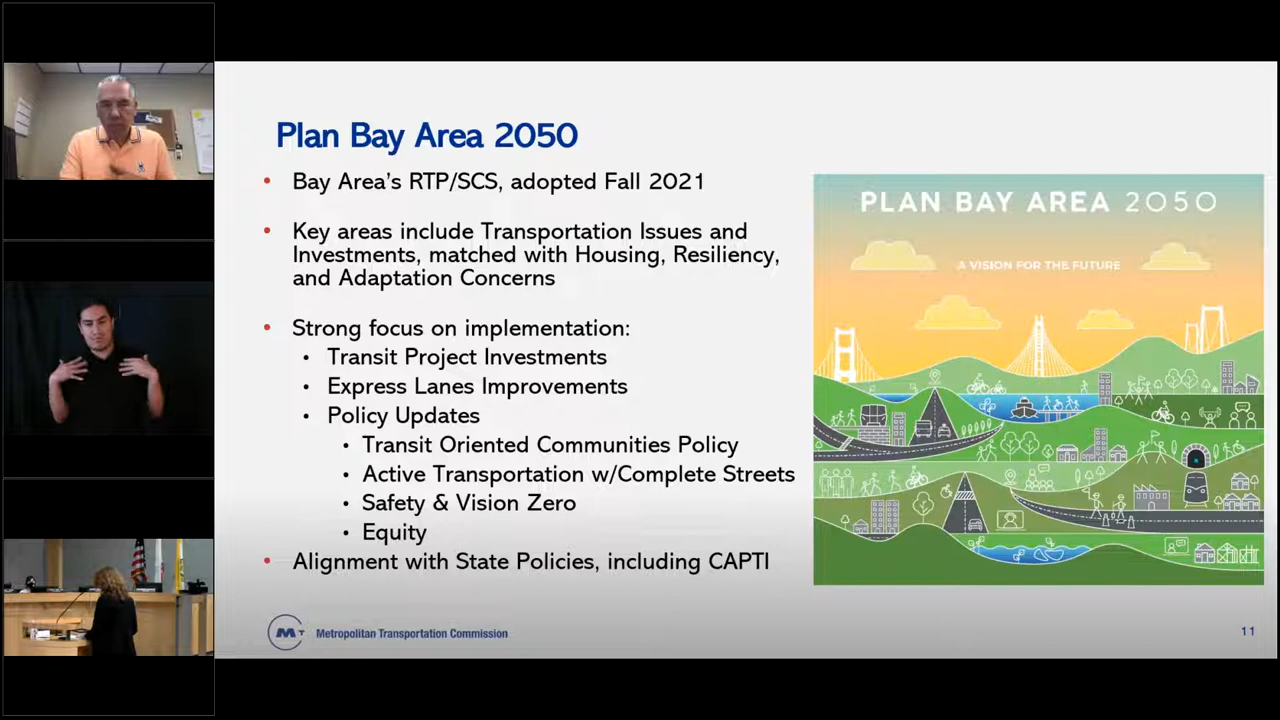 Plan Bay Area 2050
Bay Area's RTP/SCS, adopted Fall 2021
Key areas include Transportation Issues and
Investments, matched with Housing, Resiliency,
and Adaptation Concerns
Strong focus on implementation:
Transit Project Investments
Express Lanes Improvements
Policy Updates
Transit Oriented Communities Policy
Active Transportation w/Complete Streets
Safety & Vision Zero
Equity
Alignment with State Policies, including CAPTI
PLAN BAY AREA 2050
A VISION FOR THE FUTURE
MT
Metropolitan Transportation Commission
11